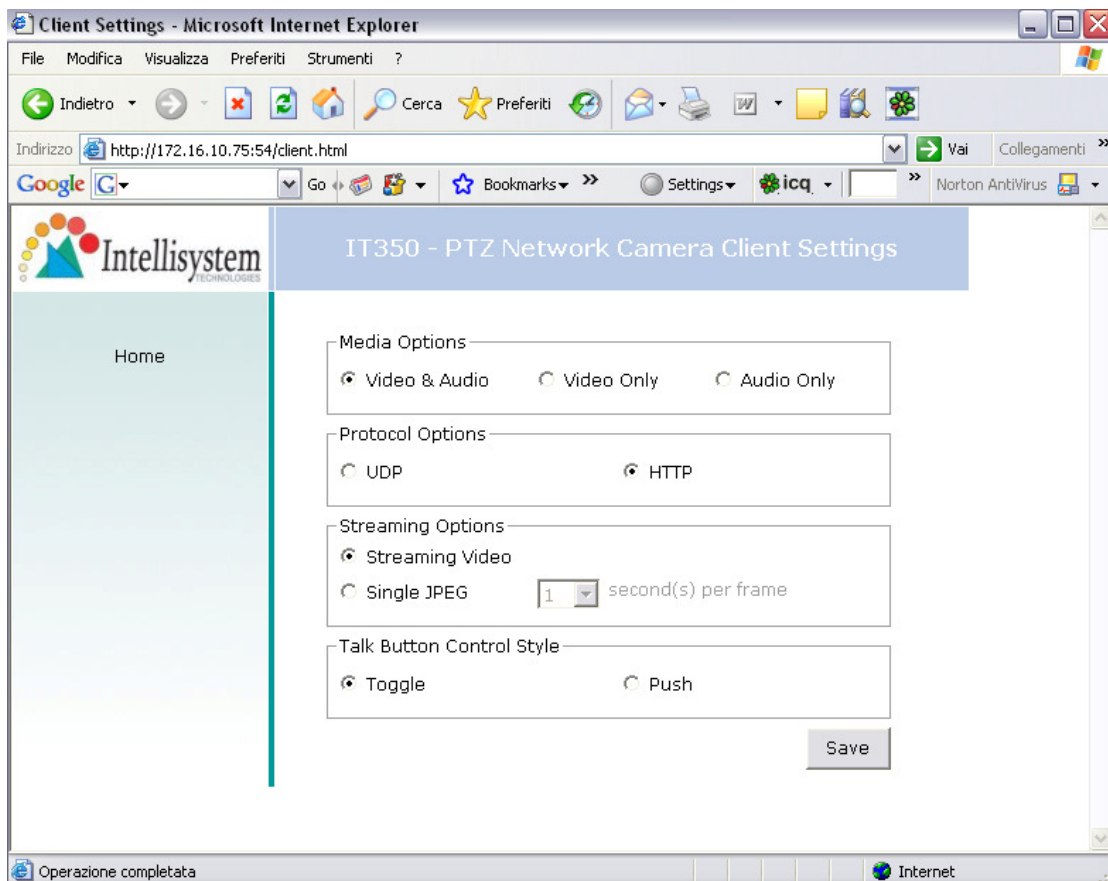 Client Settings - Microsoft Internet Explorer
File Modifica Visualizza Preferiti Strumenti ?
Indietro Cerca Preferiti W
Indirizzo http://172.16.10.75:54/client.html Vai Collegamenti »
Google G Go Bookmarks » Settings icq » Norton AntiVirus
Intellisystem
TECHNOLOGIES
IT350 - PTZ Network Camera Client Settings
Home
Media Options
Video & Audio Video Only Audio Only
Protocol Options
UDP HTTP
Streaming Options
Streaming Video
Single JPEG 1 second(s) per frame
Talk Button Control Style
Toggle Push
Save
Operazione completata Internet